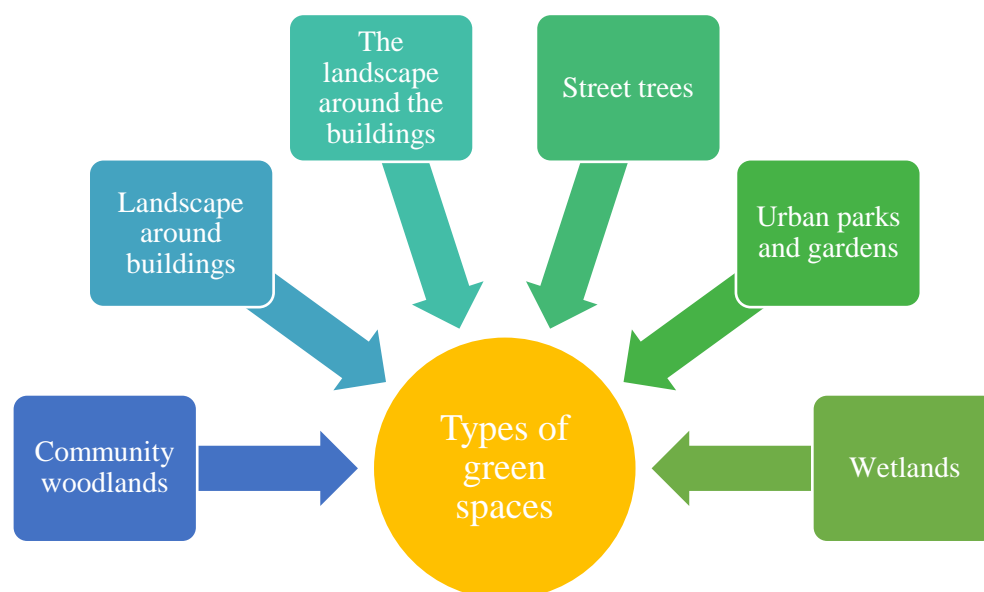 The
landscape
around the
buildings
Street trees
Landscape
around
buildings
Urban parks
and gardens
Community
woodlands
Types of
green
spaces
Wetlands